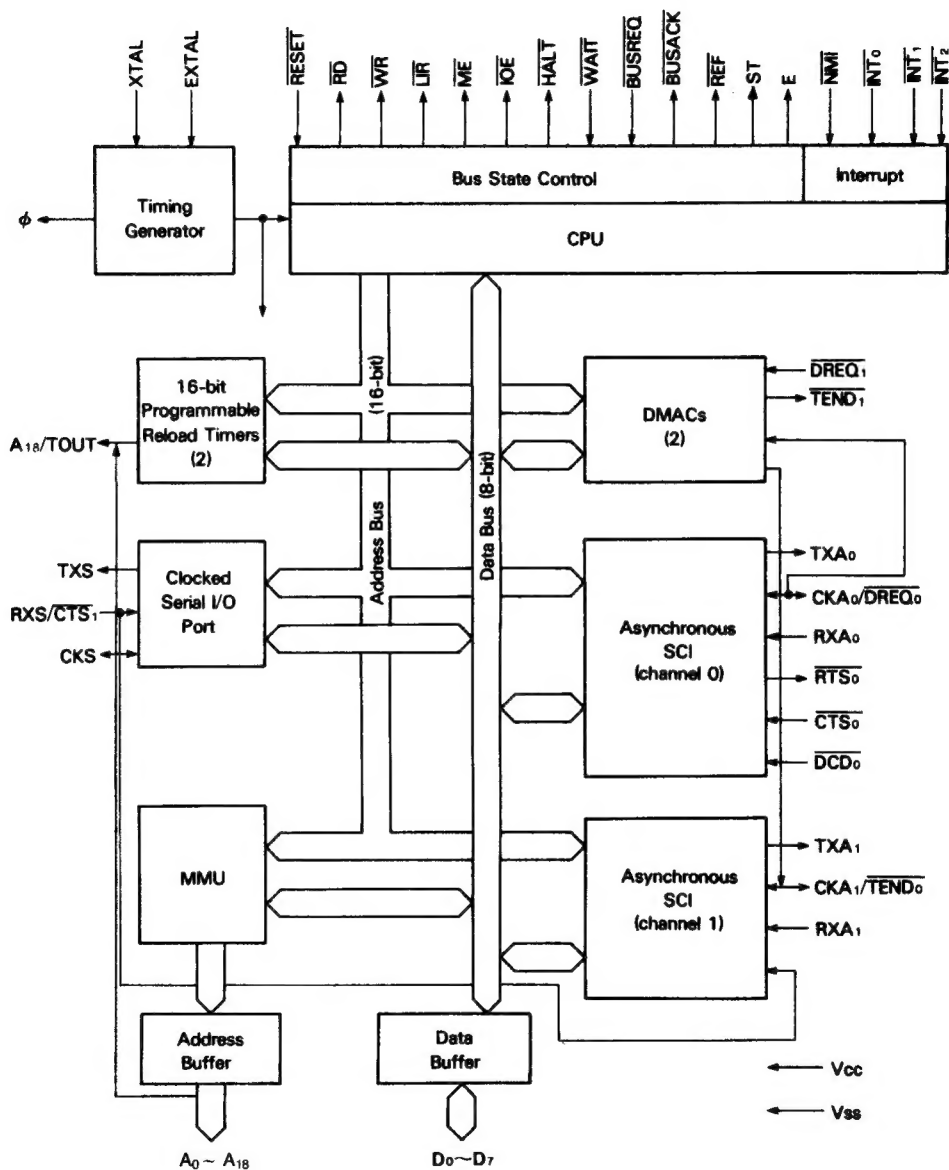 XTAL
EXTAL
RESET
RD
WR
LIR
ME
IOE
HALT
WAIT
BUSREQ
BUSACK
REF
ST
E
NMI
INT0
INT1
INT2
Bus State Control
Interrupt
ϕ
Timing
Generator
CPU
(16-bit)
Address Bus
Data Bus (8-bit)
16-bit
Programmable
Reload Timers
(2)
A18/TOUT
DMACs
(2)
DREQ1
TEND1
TXS
RXS/CTS1
CKS
Clocked
Serial I/O
Port
Asynchronous
SCI
(channel 0)
TXA0
CKA0/DREQ0
RXA0
RTS0
CTS0
DCD0
MMU
Asynchronous
SCI
(channel 1)
TXA1
CKA1/TEND0
RXA1
Address
Buffer
Data
Buffer
Vcc
Vss
A0~A18
D0~D7